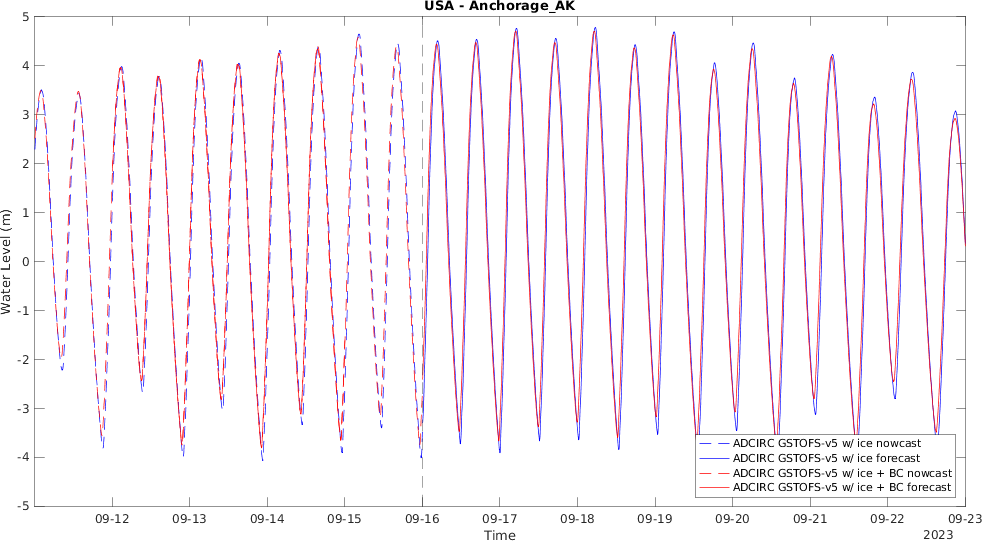 USA - Anchorage_AK
5
4
3
2
1
0
-1
-2
-3
-4
-5
Water Level (m)
ADCIRC GSTOFS-v5 w/ ice nowcast
ADCIRC GSTOFS-v5 w/ ice forecast
ADCIRC GSTOFS-v5 w/ ice + BC nowcast
ADCIRC GSTOFS-v5 w/ ice + BC forecast
09-12 09-13 09-14 09-15 09-16 09-17 09-18 09-19 09-20 09-21 09-22 09-23
Time
2023